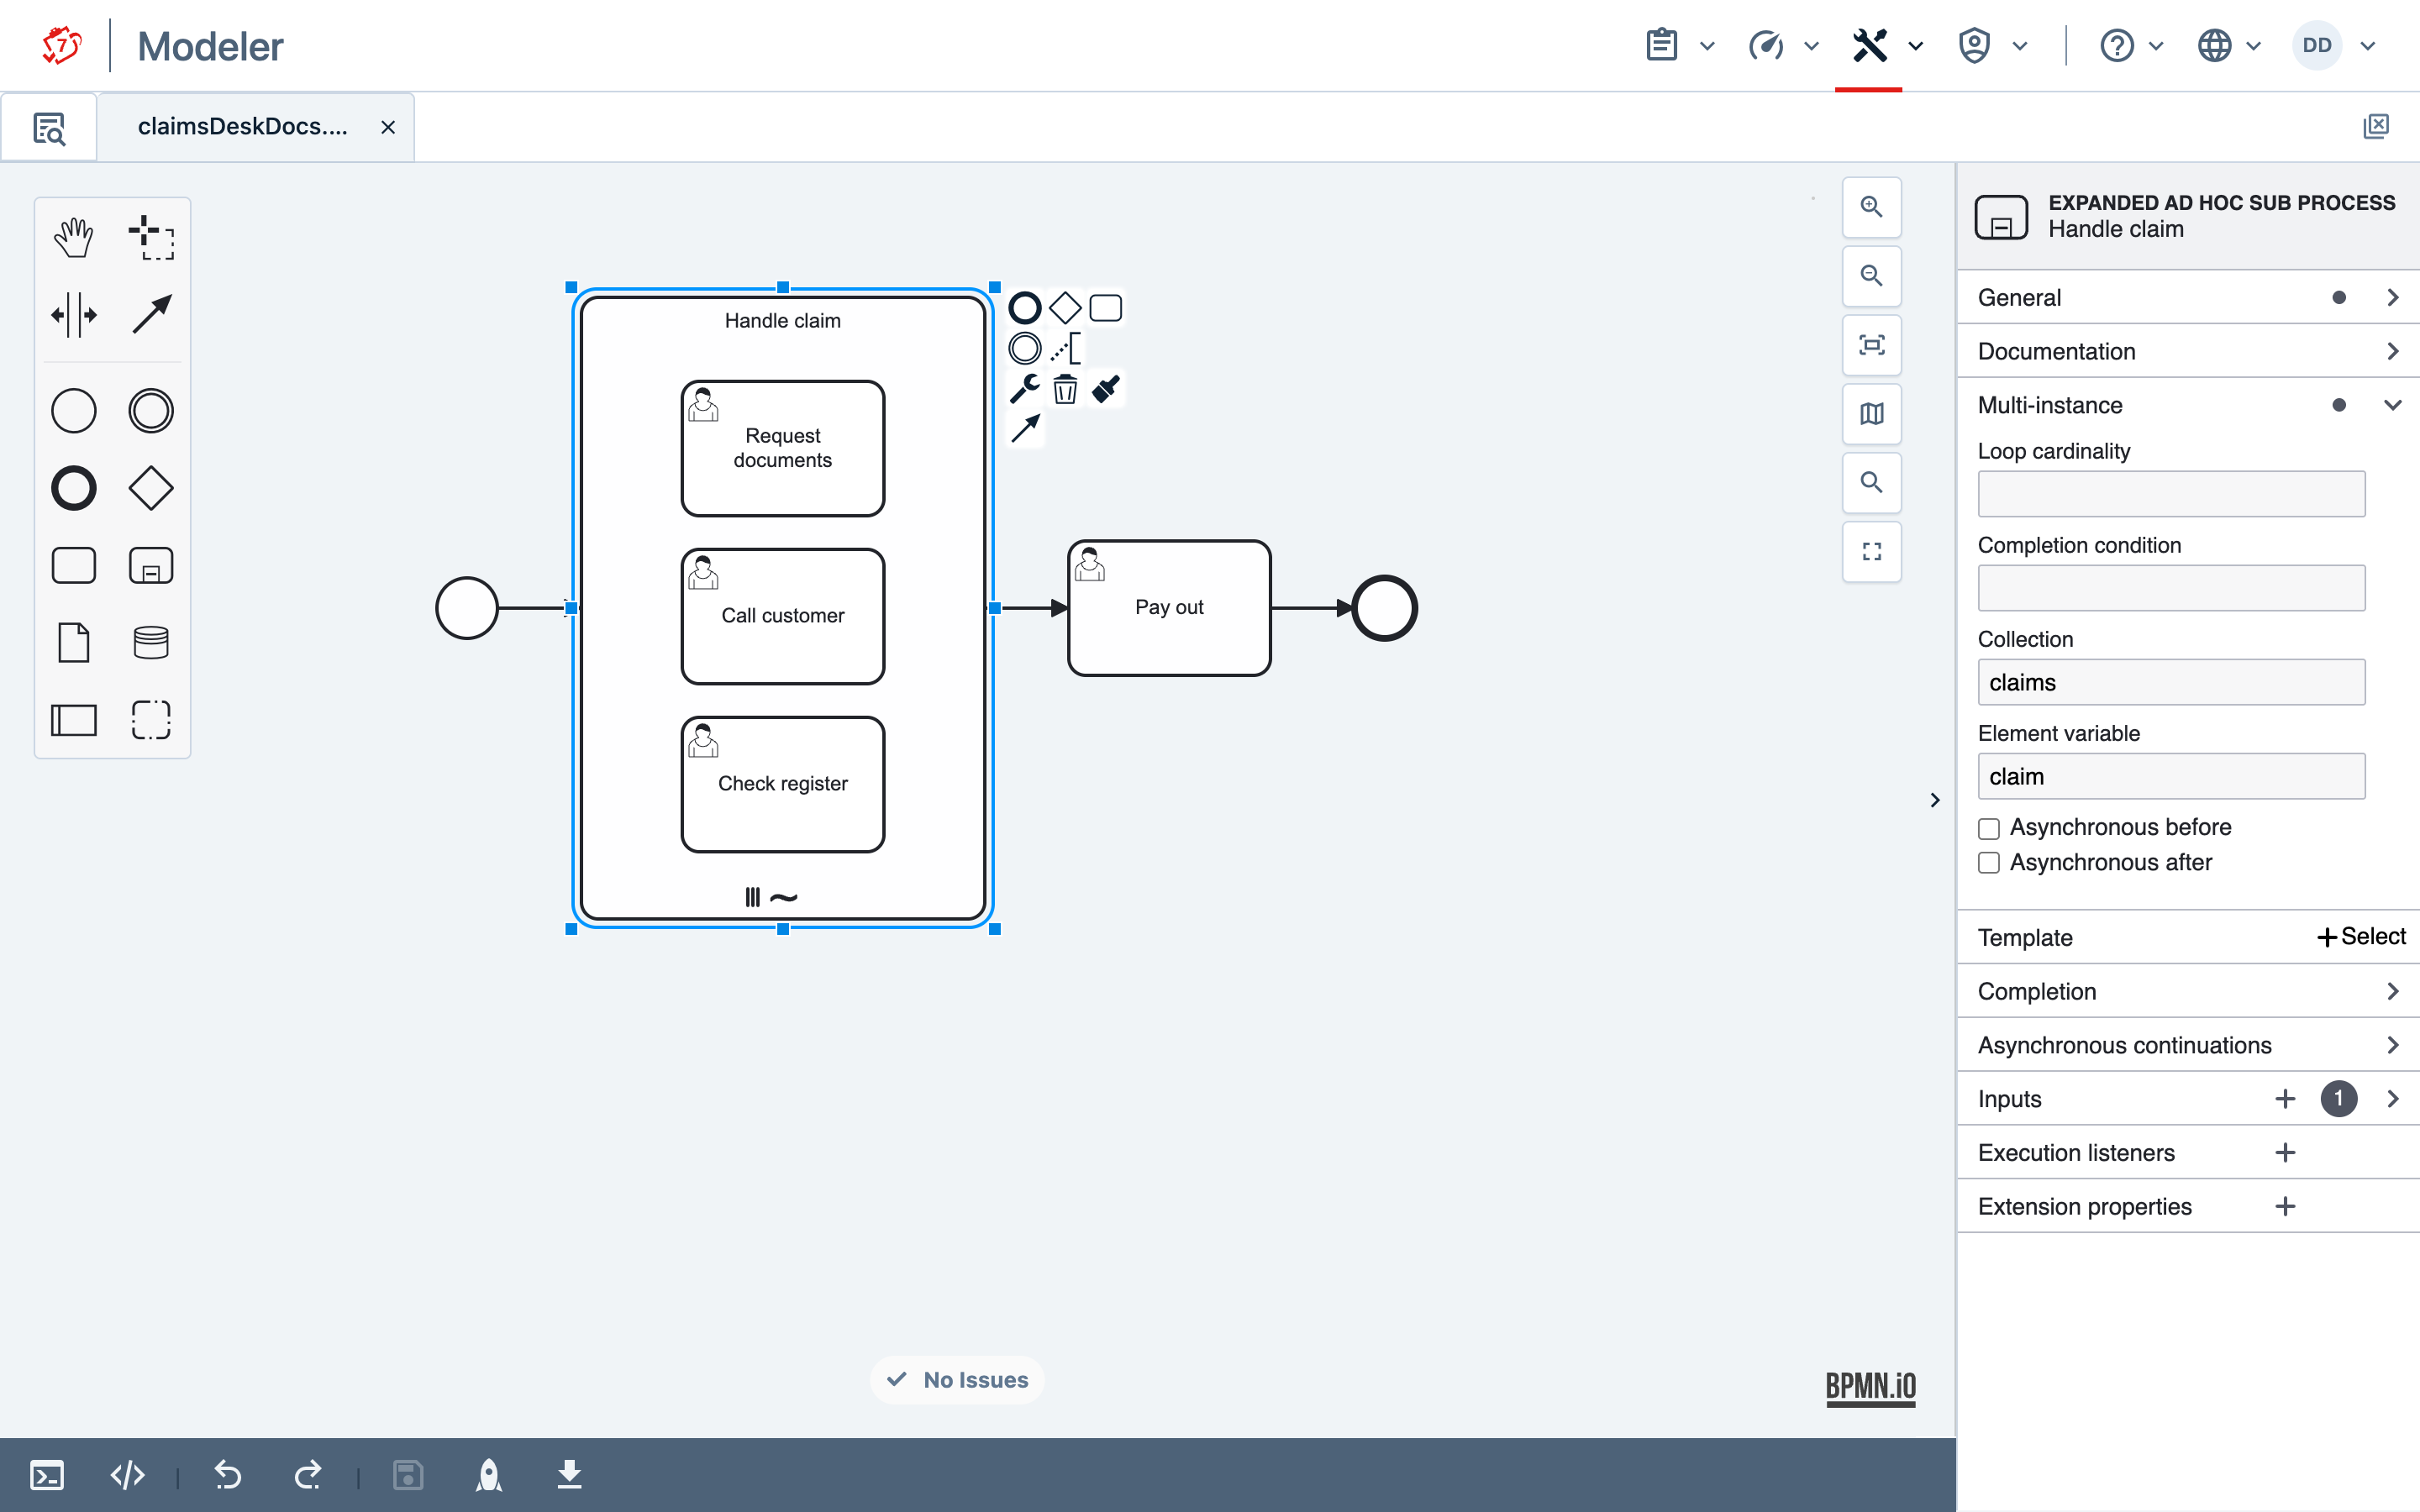 7
Modeler
DD
claimsDeskDocs....
Handle claim
Request
documents
Call customer
Check register
Pay out
No Issues
BPMN.iO
EXPANDED AD HOC SUB PROCESS
Handle claim
General
Documentation
Multi-instance
Loop cardinality
Completion condition
Collection
claims
Element variable
claim
Asynchronous before
Asynchronous after
Template
Select
Completion
Asynchronous continuations
Inputs
1
Execution listeners
Extension properties